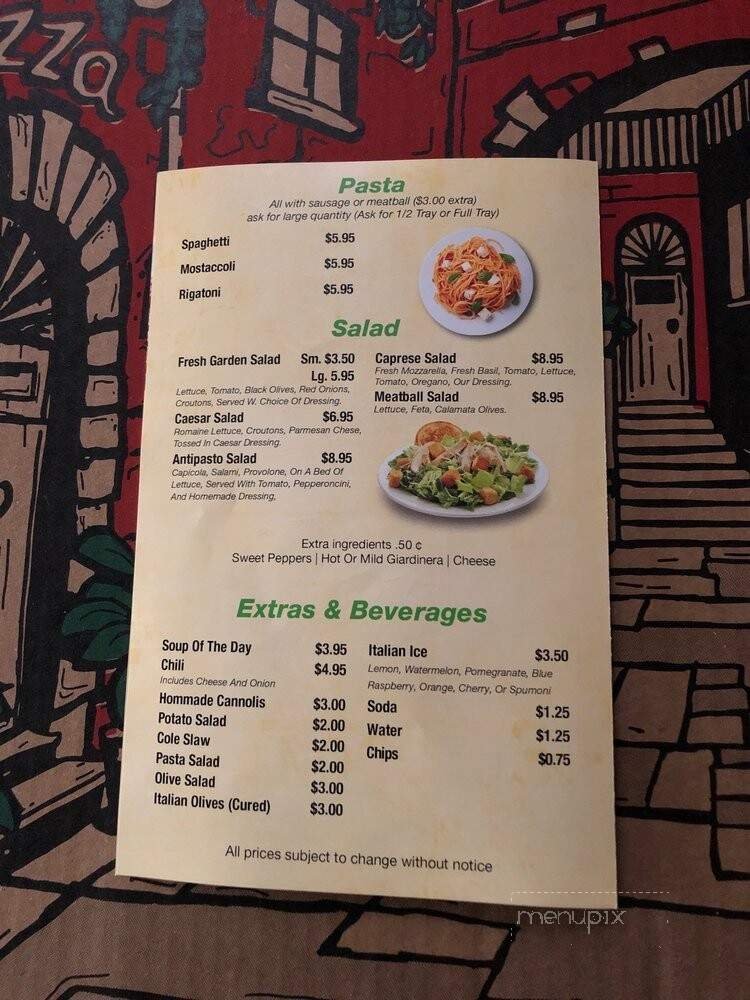 zza
Pasta
All with sausage or meatball ($3.00 extra)
ask for large quantity (Ask for 1/2 Tray or Full Tray)
Spaghetti $5.95
Mostaccoli $5.95
Rigatoni $5.95
Salad
Fresh Garden Salad Sm. $3.50
Lg. 5.95
Lettuce, Tomato, Black Olives, Red Onions,
Croutons, Served W. Choice Of Dressing.
Caesar Salad $6.95
Romaine Lettuce, Croutons, Parmesan Chese,
Tossed In Caesar Dressing.
Antipasto Salad $8.95
Capicola, Salami, Provolone, On A Bed Of
Lettuce, Served With Tomato, Pepperoncini,
And Homemade Dressing,
Caprese Salad $8.95
Fresh Mozzarella, Fresh Basil, Tomato, Lettuce,
Tomato, Oregano, Our Dressing.
Meatball Salad $8.95
Lettuce, Feta, Calamata Olives.
Extra ingredients .50 ¢
Sweet Peppers | Hot Or Mild Giardinera | Cheese
Extras & Beverages
Soup Of The Day $3.95
Chili $4.95
Includes Cheese And Onion
Hommade Cannolis $3.00
Potato Salad $2.00
Cole Slaw $2.00
Pasta Salad $2.00
Olive Salad $3.00
Italian Olives (Cured) $3.00
Italian Ice $3.50
Lemon, Watermelon, Pomegranate, Blue
Raspberry, Orange, Cherry, Or Spumoni
Soda $1.25
Water $1.25
Chips $0.75
All prices subject to change without notice
menupix